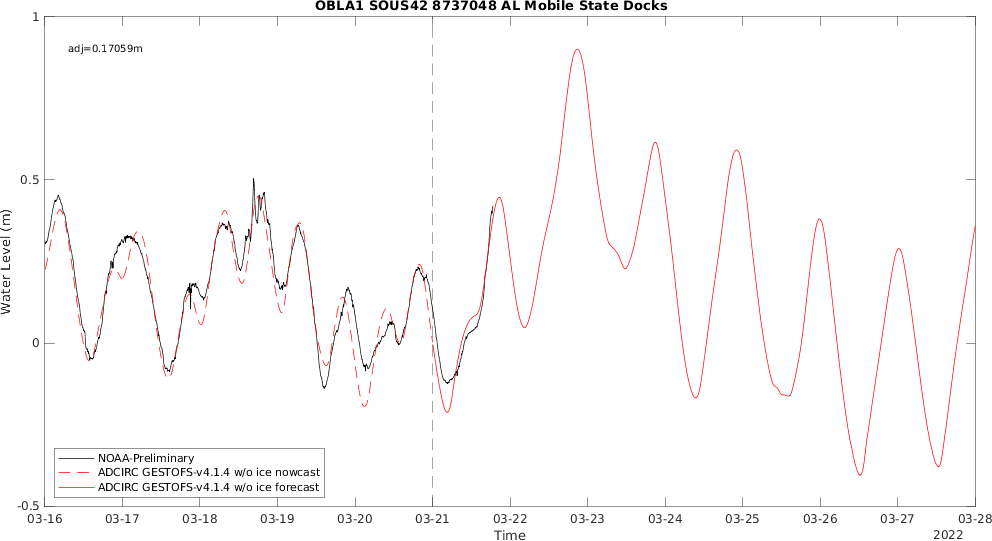 OBLA1 SOUS42 8737048 AL Mobile State Docks
adj=0.17059m
1
0.5
0
-0.5
Water Level (m)
NOAA-Preliminary
ADCIRC GESTOFS-v4.1.4 w/o ice nowcast
ADCIRC GESTOFS-v4.1.4 w/o ice forecast
03-16 03-17 03-18 03-19 03-20 03-21 03-22 03-23 03-24 03-25 03-26 03-27 03-28
Time
2022